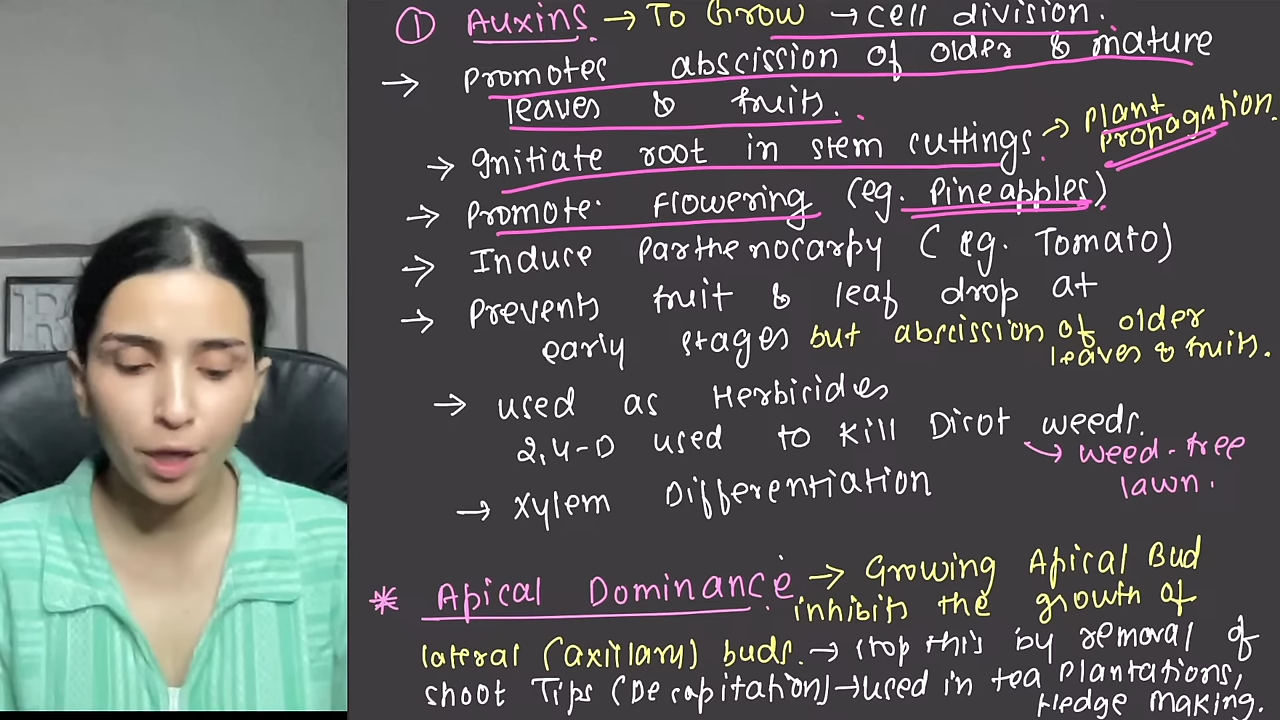 ① Auxins → To Grow → cell division.
→ Promotes abscission of older & mature
leaves & fruits.
→ Initiate root in stem cuttings → Plant
propagation.
→ Promote flowering (eg. Pineapples)
→ Induce Parthenocarpy (eg. Tomato)
→ Prevents fruit & leaf drop at
early stages but abscission of older
leaves & fruits.
→ used as Herbicides
2,4-D used to kill Dicot weeds.
→ weed-free
lawn.
→ Xylem Differentiation
* Apical Dominance → Growing Apical Bud
inhibits the growth of
lateral (axillary) buds. → stop this by removal of
shoot Tips (Decapitation) → used in tea Plantations,
Hedge Making.